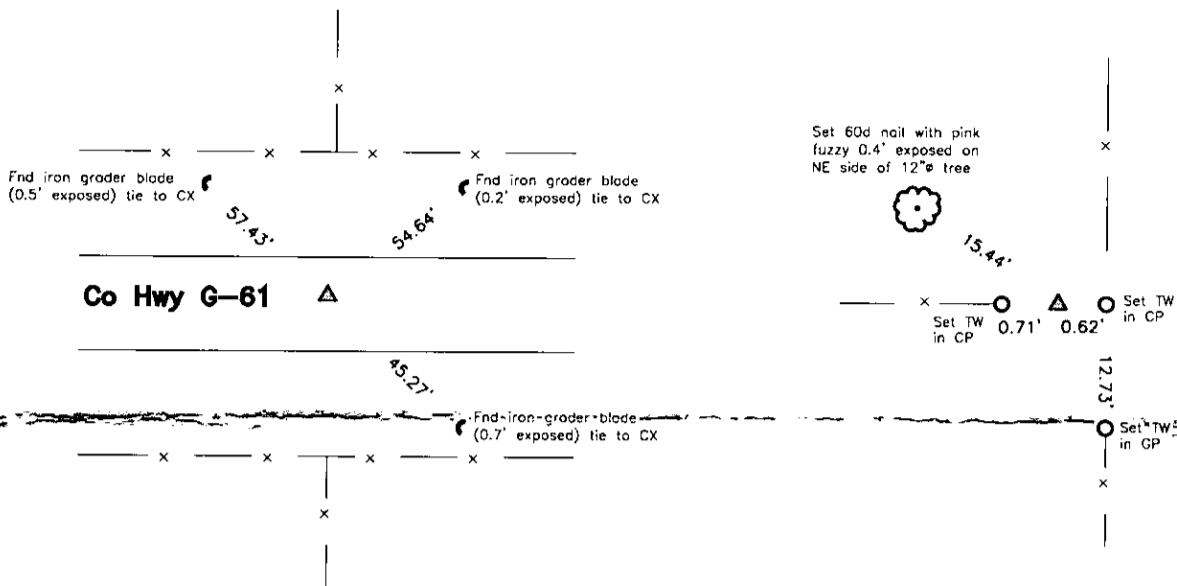 Fnd iron grader blade
(0.5' exposed) tie to CX
57.43'
54.64'
Fnd iron grader blade
(0.2' exposed) tie to CX
Co Hwy G-61
45.27'
Fnd-iron-grader-blade
(0.7' exposed) tie to CX
Set 60d nail with pink
fuzzy 0.4' exposed on
NE side of 12"ø tree
15.44'
Set TW
in CP
0.71'
0.62'
Set TW
in CP
12.73'
Set TW
in GP